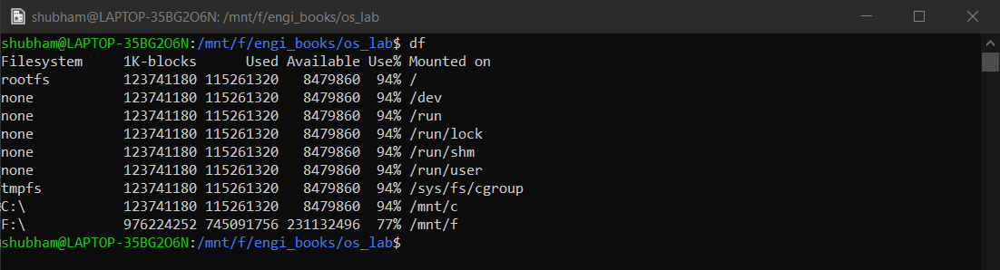 shubham@LAPTOP-35BG2O6N: /mnt/f/engi_books/os_lab
shubham@LAPTOP-35BG2O6N:/mnt/f/engi_books/os_lab$ df
Filesystem     1K-blocks      Used Available Use% Mounted on
rootfs         123741180 115261320   8479860  94% /
none           123741180 115261320   8479860  94% /dev
none           123741180 115261320   8479860  94% /run
none           123741180 115261320   8479860  94% /run/lock
none           123741180 115261320   8479860  94% /run/shm
none           123741180 115261320   8479860  94% /run/user
tmpfs          123741180 115261320   8479860  94% /sys/fs/cgroup
C:\            123741180 115261320   8479860  94% /mnt/c
F:\            976224252 745091756 231132496  77% /mnt/f
shubham@LAPTOP-35BG2O6N:/mnt/f/engi_books/os_lab$